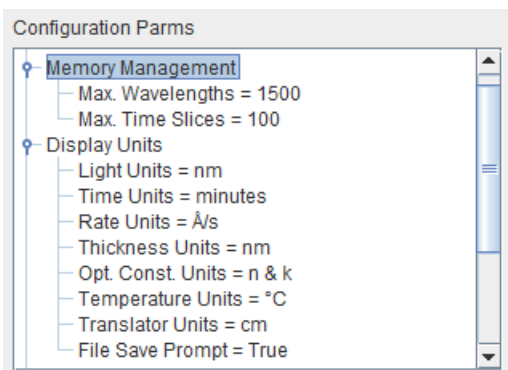 Configuration Parms
Memory Management
Max. Wavelengths = 1500
Max. Time Slices = 100
Display Units
Light Units = nm
Time Units = minutes
Rate Units = Å/s
Thickness Units = nm
Opt. Const. Units = n & k
Temperature Units = °C
Translator Units = cm
File Save Prompt = True